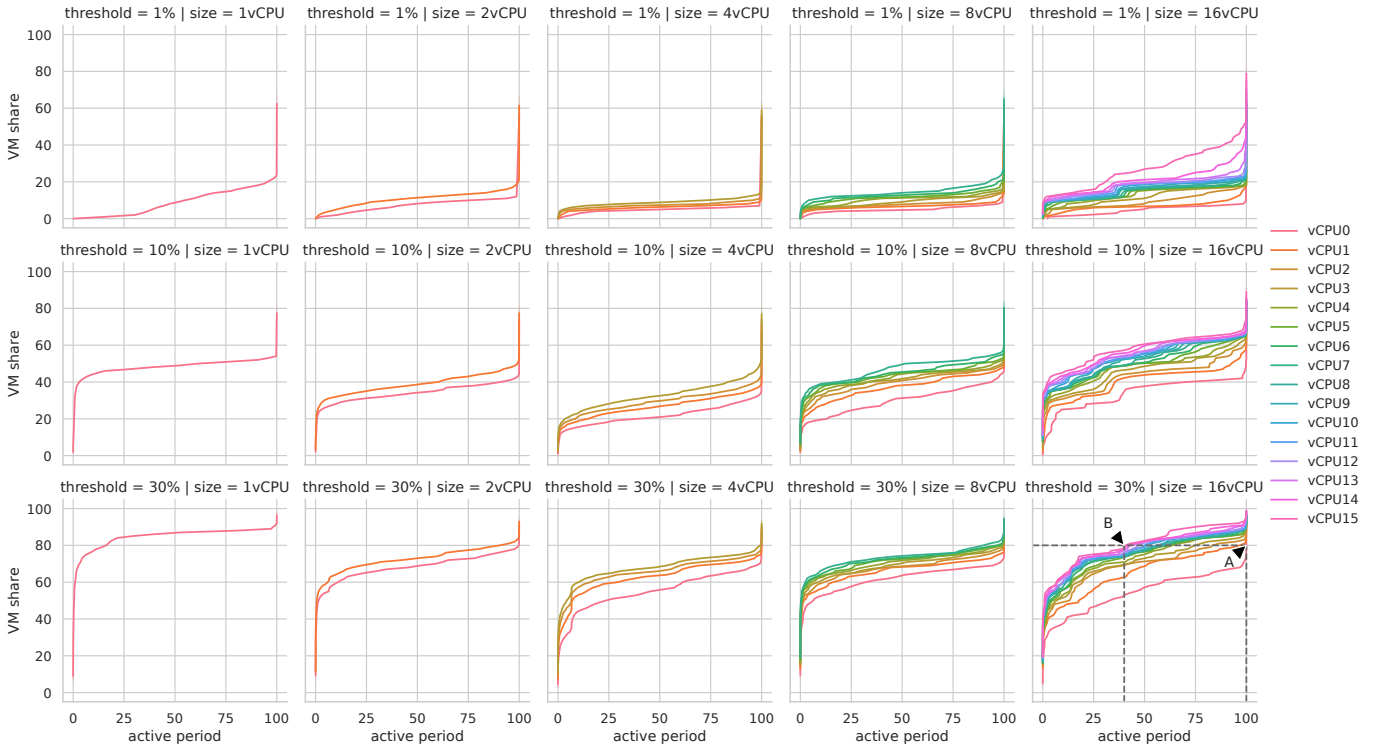 threshold = 1% | size = 1vCPU
threshold = 1% | size = 2vCPU
threshold = 1% | size = 4vCPU
threshold = 1% | size = 8vCPU
threshold = 1% | size = 16vCPU
100
80
60
40
20
0
VM share
threshold = 10% | size = 1vCPU
threshold = 10% | size = 2vCPU
threshold = 10% | size = 4vCPU
threshold = 10% | size = 8vCPU
threshold = 10% | size = 16vCPU
100
80
60
40
20
0
VM share
threshold = 30% | size = 1vCPU
threshold = 30% | size = 2vCPU
threshold = 30% | size = 4vCPU
threshold = 30% | size = 8vCPU
threshold = 30% | size = 16vCPU
100
80
60
40
20
0
VM share
B
A
0 25 50 75 100
active period
0 25 50 75 100
active period
0 25 50 75 100
active period
0 25 50 75 100
active period
0 25 50 75 100
active period
vCPU0
vCPU1
vCPU2
vCPU3
vCPU4
vCPU5
vCPU6
vCPU7
vCPU8
vCPU9
vCPU10
vCPU11
vCPU12
vCPU13
vCPU14
vCPU15